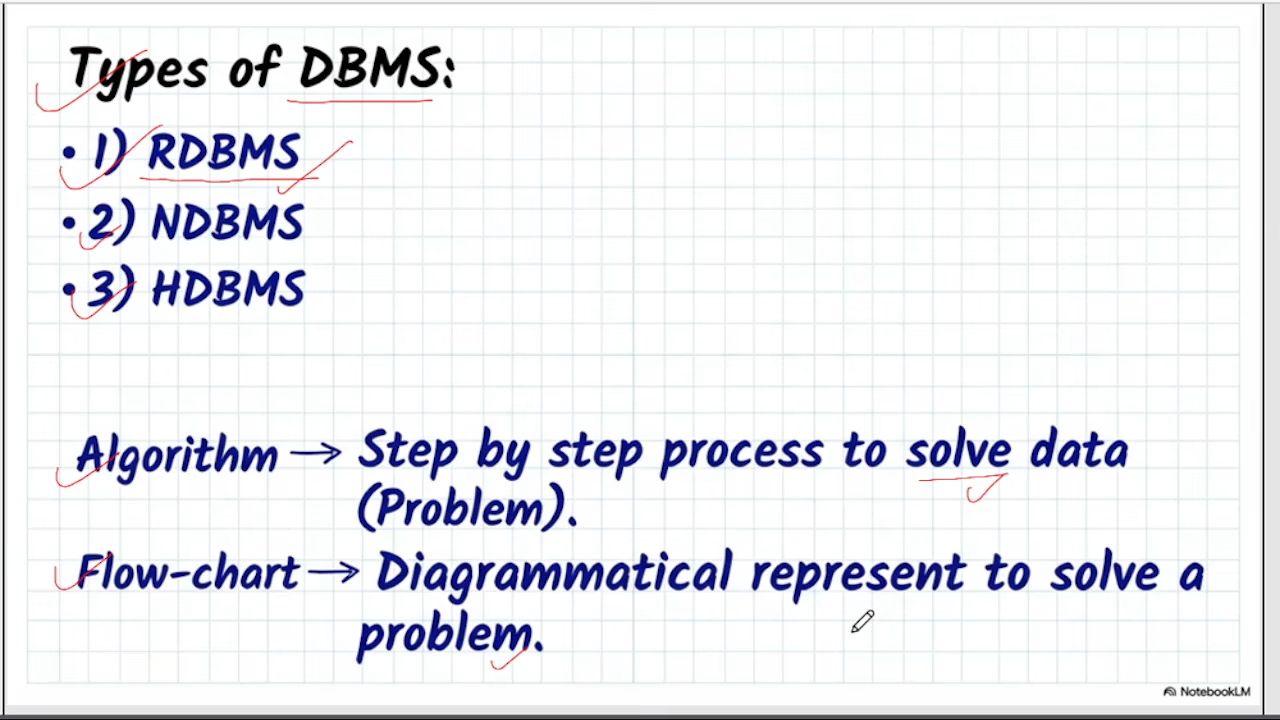 Types of DBMS:
• 1) RDBMS
• 2) NDBMS
• 3) HDBMS
Algorithm → Step by step process to solve data
(Problem).
Flow-chart → Diagrammatical represent to solve a
problem.
NotebookLM